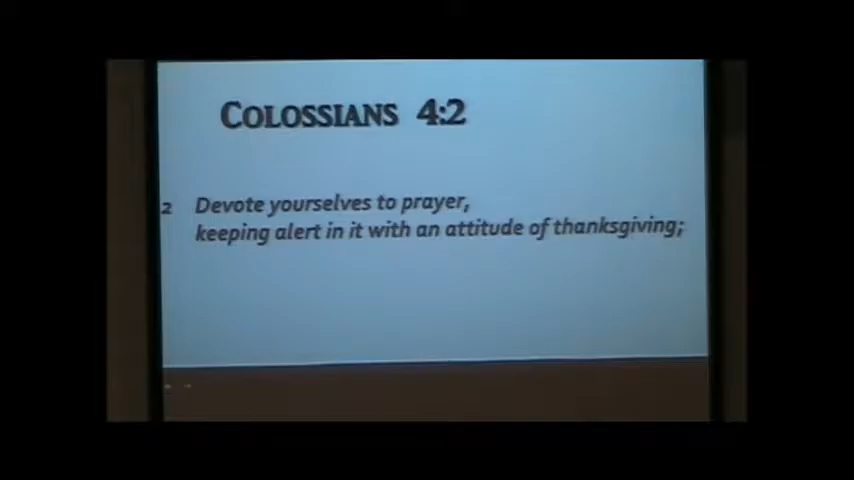 COLOSSIANS 4:2
2 Devote yourselves to prayer,
keeping alert in it with an attitude of thanksgiving;